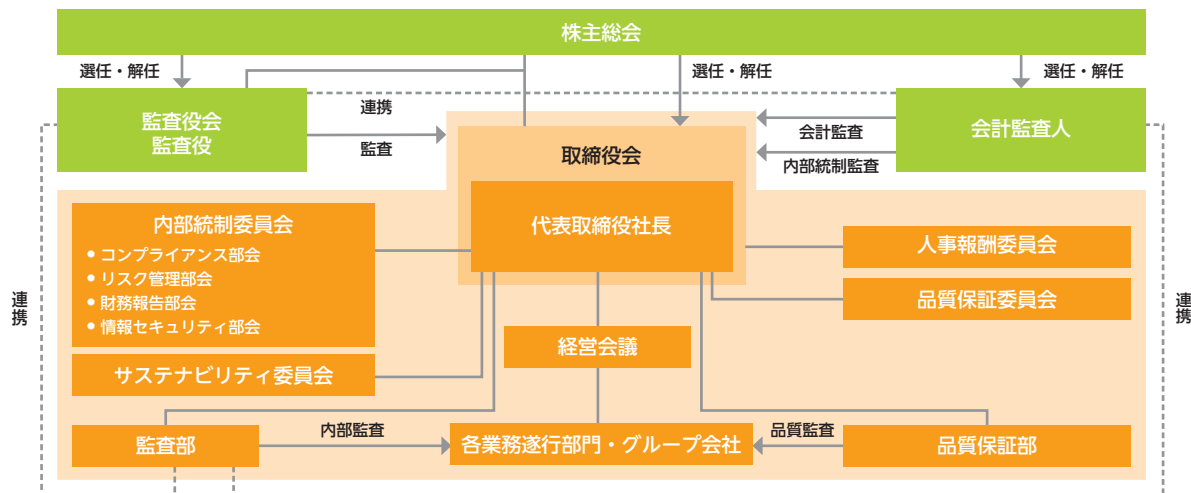 株主総会
選任・解任
選任・解任
選任・解任
監査役会
監査役
連携
監査
取締役会
会計監査
内部統制監査
会計監査人
代表取締役社長
内部統制委員会
• コンプライアンス部会
• リスク管理部会
• 財務報告部会
• 情報セキュリティ部会
人事報酬委員会
品質保証委員会
連携
連携
経営会議
サステナビリティ委員会
監査部
内部監査
各業務遂行部門・グループ会社
品質監査
品質保証部